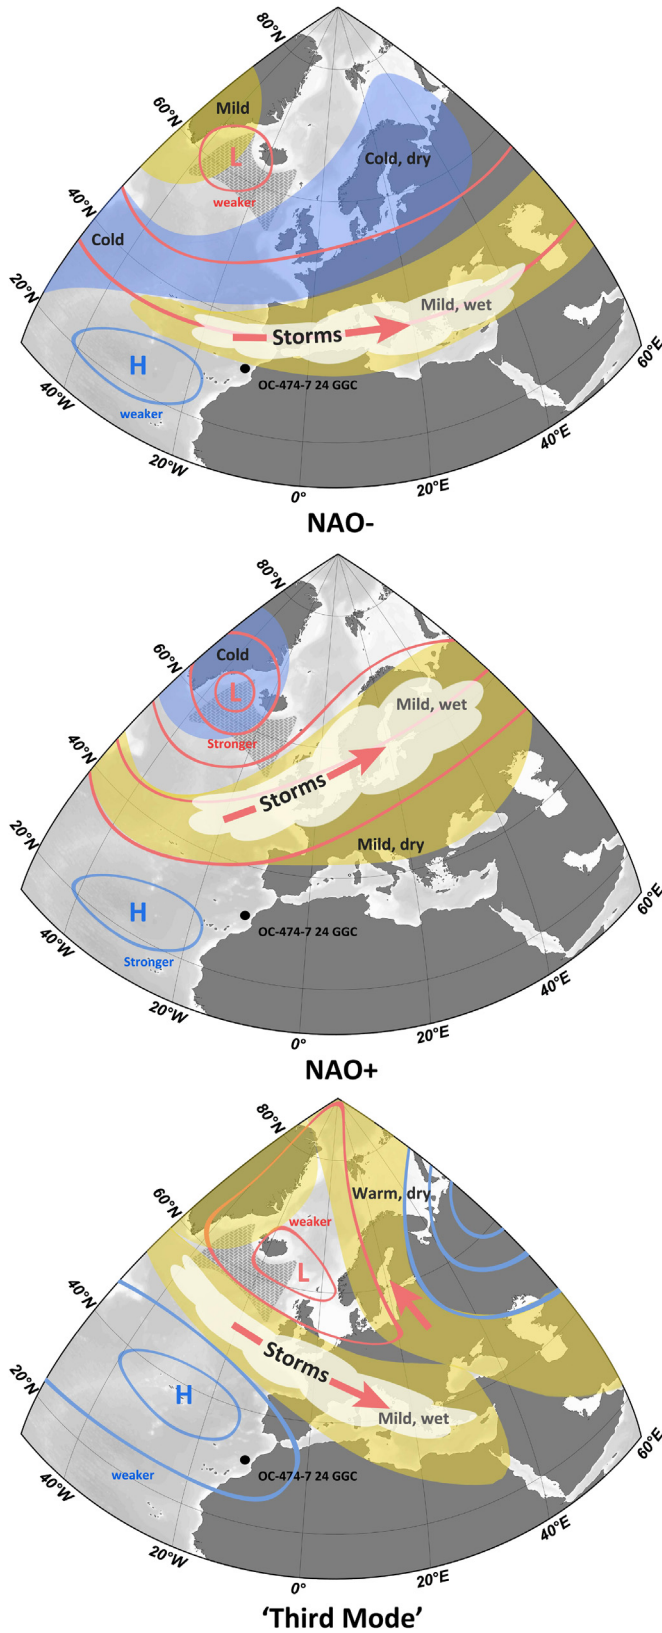 80°N
60°N
Mild
L
weaker
Cold, dry
40°N
Cold
20°N
Mild, wet
Storms
H
weaker
OC-474-7 24 GGC
60°E
40°W
20°W
0°
20°E
40°E
NAO-
80°N
60°N
Cold
L
Stronger
Mild, wet
40°N
Storms
Mild, dry
20°N
H
Stronger
OC-474-7 24 GGC
60°E
40°W
20°W
0°
20°E
40°E
NAO+
80°N
60°N
Warm, dry
weaker
L
40°N
Storms
20°N
H
Mild, wet
weaker
OC-474-7 24 GGC
60°E
40°W
20°W
0°
20°E
40°E
‘Third Mode’